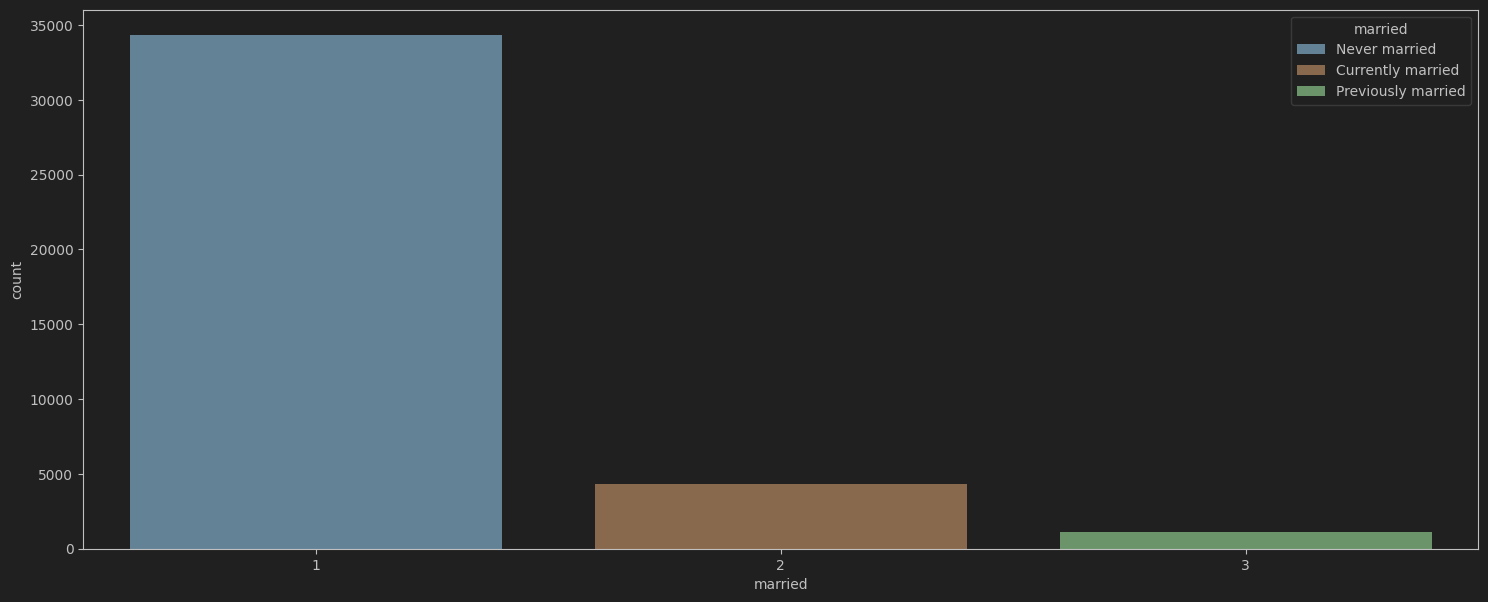 35000
30000
25000
20000
15000
10000
5000
0
count
1
2
3
married
married
Never married
Currently married
Previously married